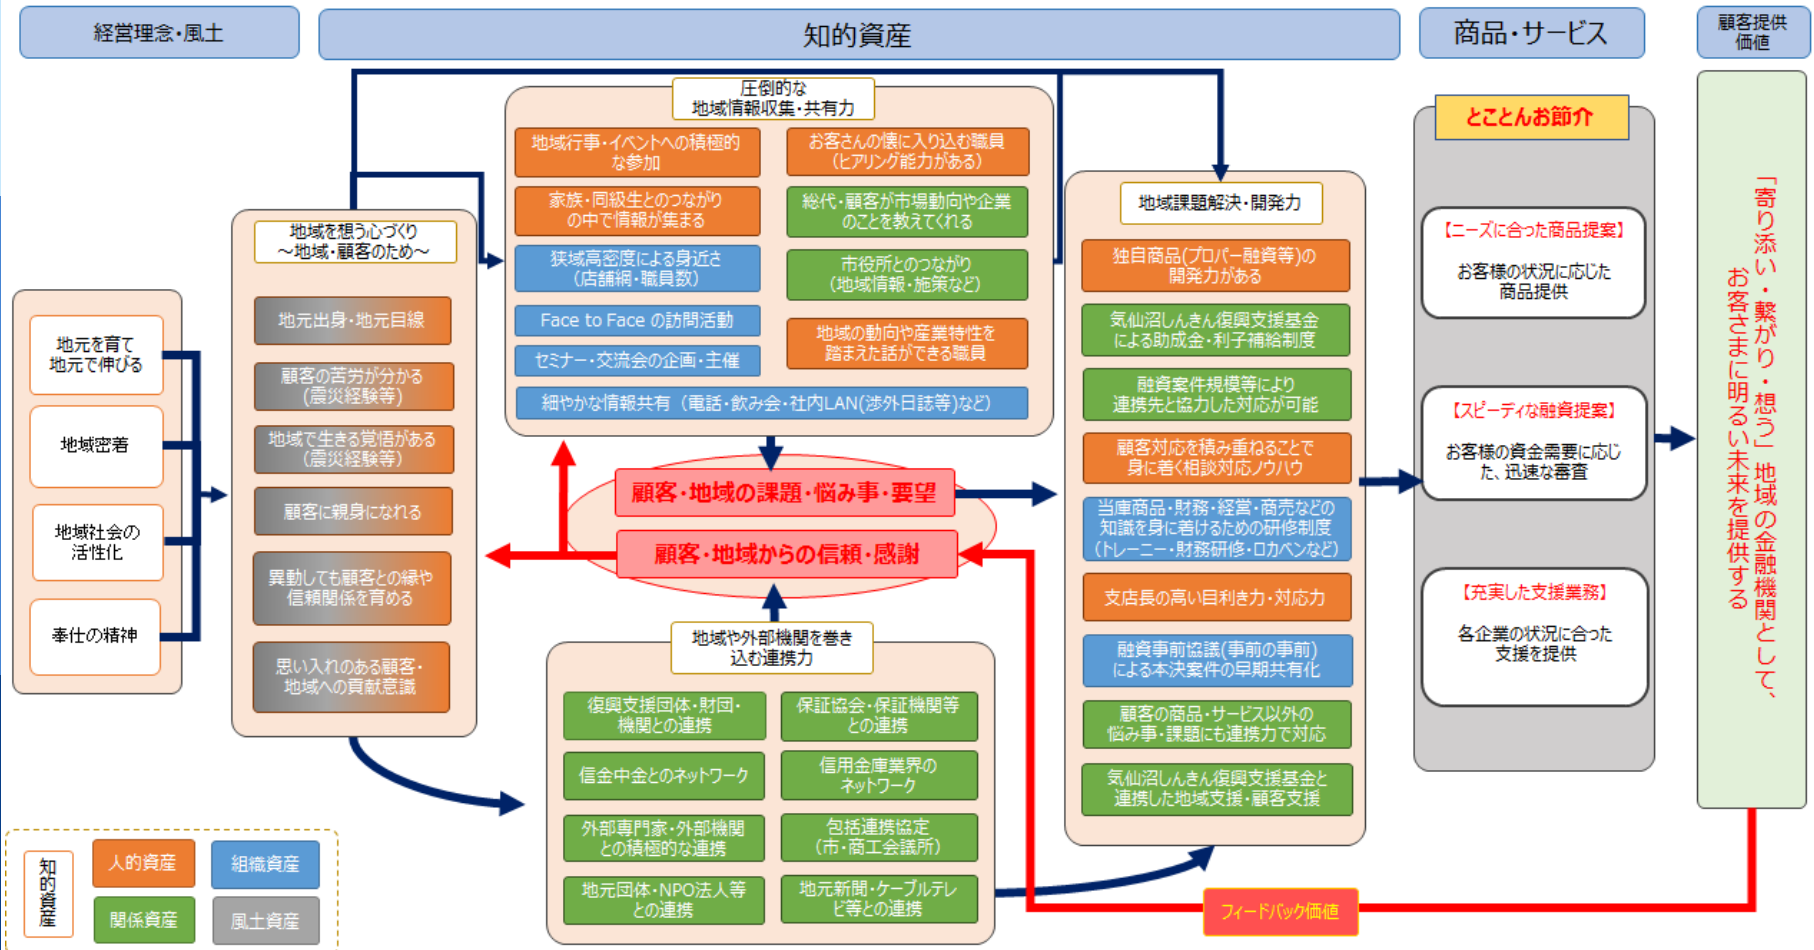 経営理念・風土
知的資産
商品・サービス
顧客提供
価値
地元を育て
地元で伸びる
地域密着
地域社会の
活性化
奉仕の精神
地域を想う心づくり
～地域・顧客のため～
地元出身・地元目線
顧客の苦労が分かる
(震災経験等)
地域で生きる覚悟がある
(震災経験等)
顧客に親身になれる
異動しても顧客との縁や
信頼関係を育める
思い入れのある顧客・
地域への貢献意識
圧倒的な
地域情報収集・共有力
地域行事・イベントへの積極的
な参加
家族・同級生とのつながり
の中で情報が集まる
狭域高密度による身近さ
(店舗網・職員数)
Face to Face の訪問活動
セミナー・交流会の企画・主催
お客さんの懐に入り込む職員
(ヒアリング能力がある)
総代・顧客が市場動向や企業
のことを教えてくれる
市役所とのつながり
(地域情報・施策など)
地域の動向や産業特性を
踏まえた話ができる職員
細やかな情報共有（電話・飲み会・社内LAN(渉外日誌等)など）
顧客・地域の課題・悩み事・要望
顧客・地域からの信頼・感謝
地域や外部機関を巻き
込む連携力
復興支援団体・財団・
機関との連携
信金中金とのネットワーク
外部専門家・外部機関
との積極的な連携
地元団体・NPO法人等
との連携
保証協会・保証機関等
との連携
信用金庫業界の
ネットワーク
包括連携協定
(市・商工会議所)
地元新聞・ケーブルテレ
ビ等との連携
地域課題解決・開発力
独自商品(プロパー融資等)の
開発力がある
気仙沼しんきん復興支援基金
による助成金・利子補給制度
融資案件規模等により
連携先と協力した対応が可能
顧客対応を積み重ねることで
身に着く相談対応ノウハウ
当庫商品・財務・経営・商売などの
知識を身に着けるための研修制度
(トレーニー・財務研修・ロカベンなど)
支店長の高い目利き力・対応力
融資事前協議(事前の事前)
による本決案件の早期共有化
顧客の商品・サービス以外の
悩み事・課題にも連携力で対応
気仙沼しんきん復興支援基金と
連携した地域支援・顧客支援
とことんお節介
【ニーズに合った商品提案】
お客様の状況に応じた
商品提供
【スピーディな融資提案】
お客様の資金需要に応じ
た、迅速な審査
【充実した支援業務】
各企業の状況に合った
支援を提供
「寄り添い・繋がり・想う」地域の金融機関として、
お客さまに明るい未来を提供する
フィードバック価値
知的資産
人的資産
組織資産
関係資産
風土資産